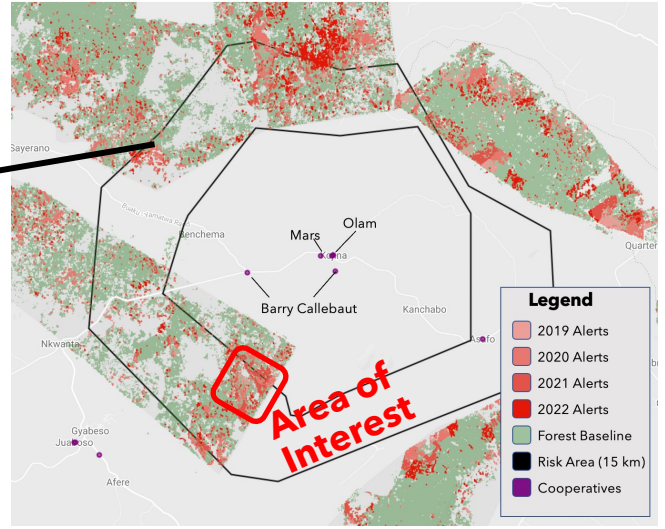 Sayerano
Benchema
Mars
Olam
Barry Callebaut
Kanchabo
Quarter
Nkwanta
Asafo
Area of
Interest
Gyabeso
Juaboso
Afere
Legend
2019 Alerts
2020 Alerts
2021 Alerts
2022 Alerts
Forest Baseline
Risk Area (15 km)
Cooperatives